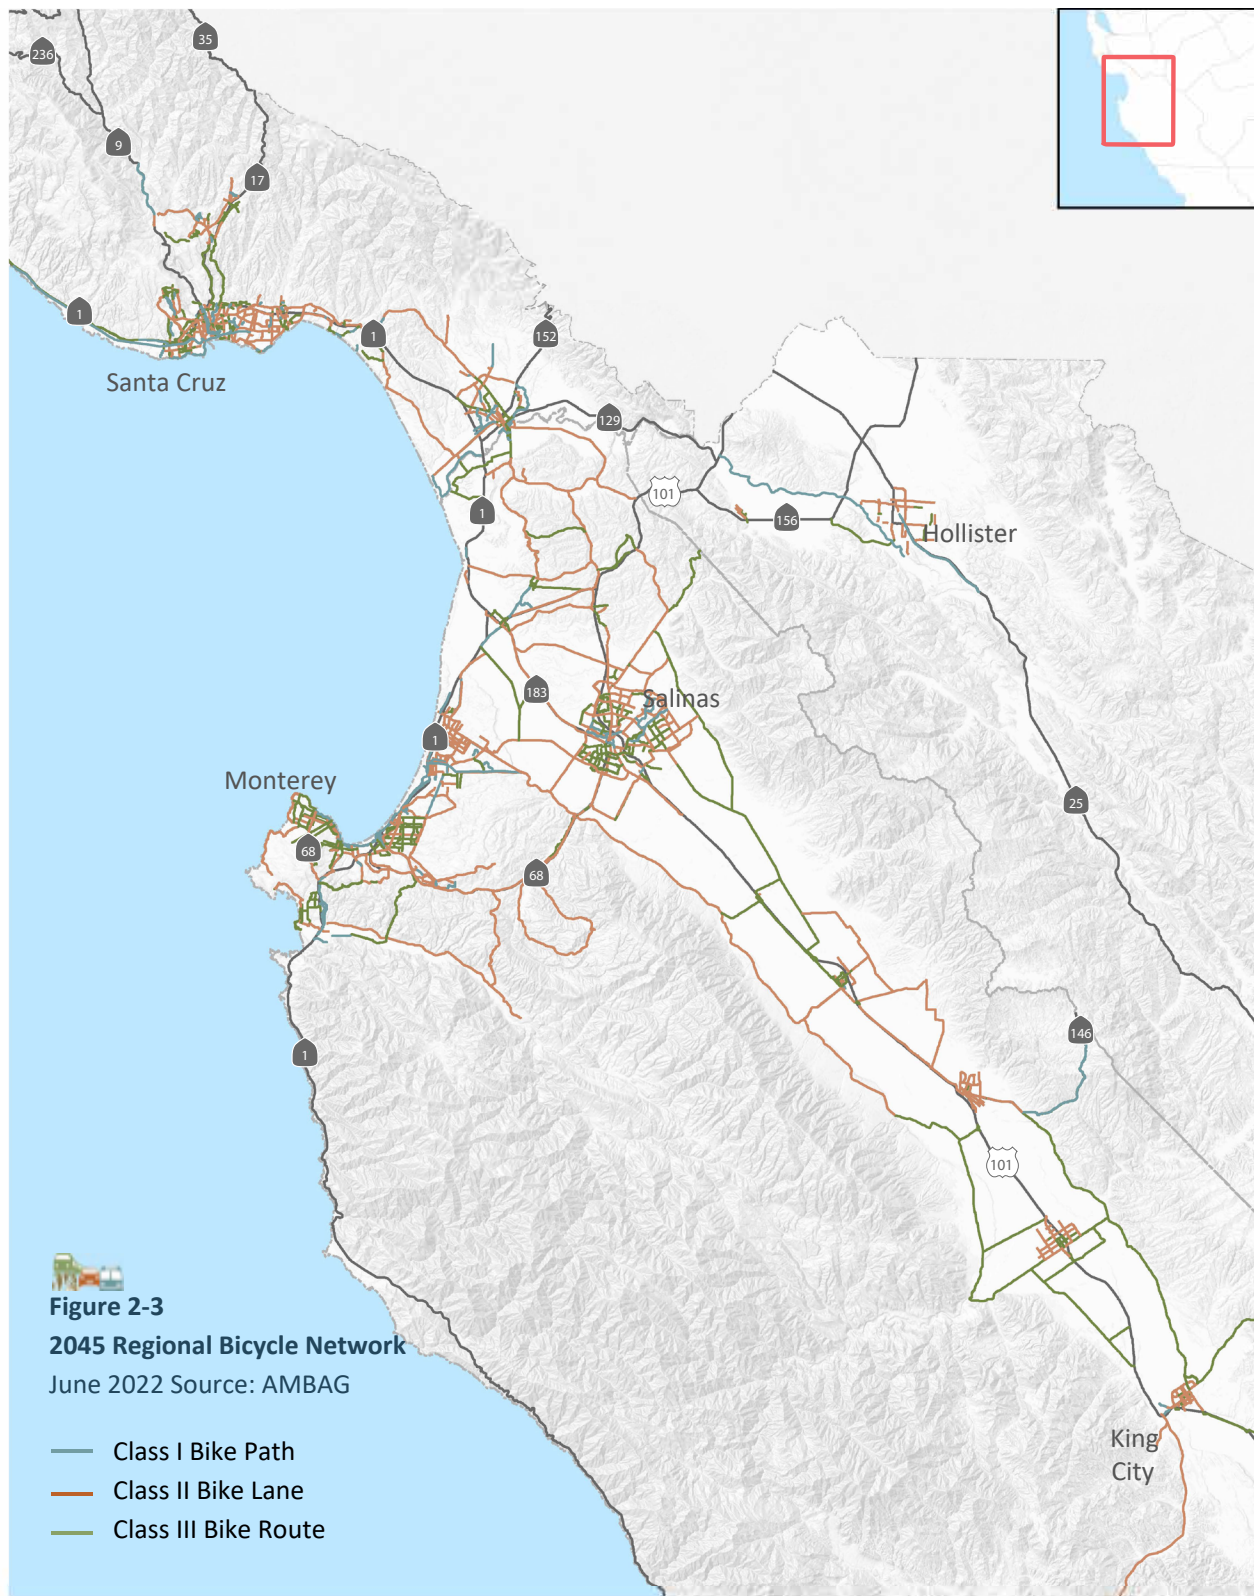 35
236
9
17
1
1
152
Santa Cruz
129
101
1
156
Hollister
183
Salinas
1
Monterey
25
68
68
146
1
101
Figure 2-3
2045 Regional Bicycle Network
June 2022 Source: AMBAG
King
City
Class I Bike Path
Class II Bike Lane
Class III Bike Route